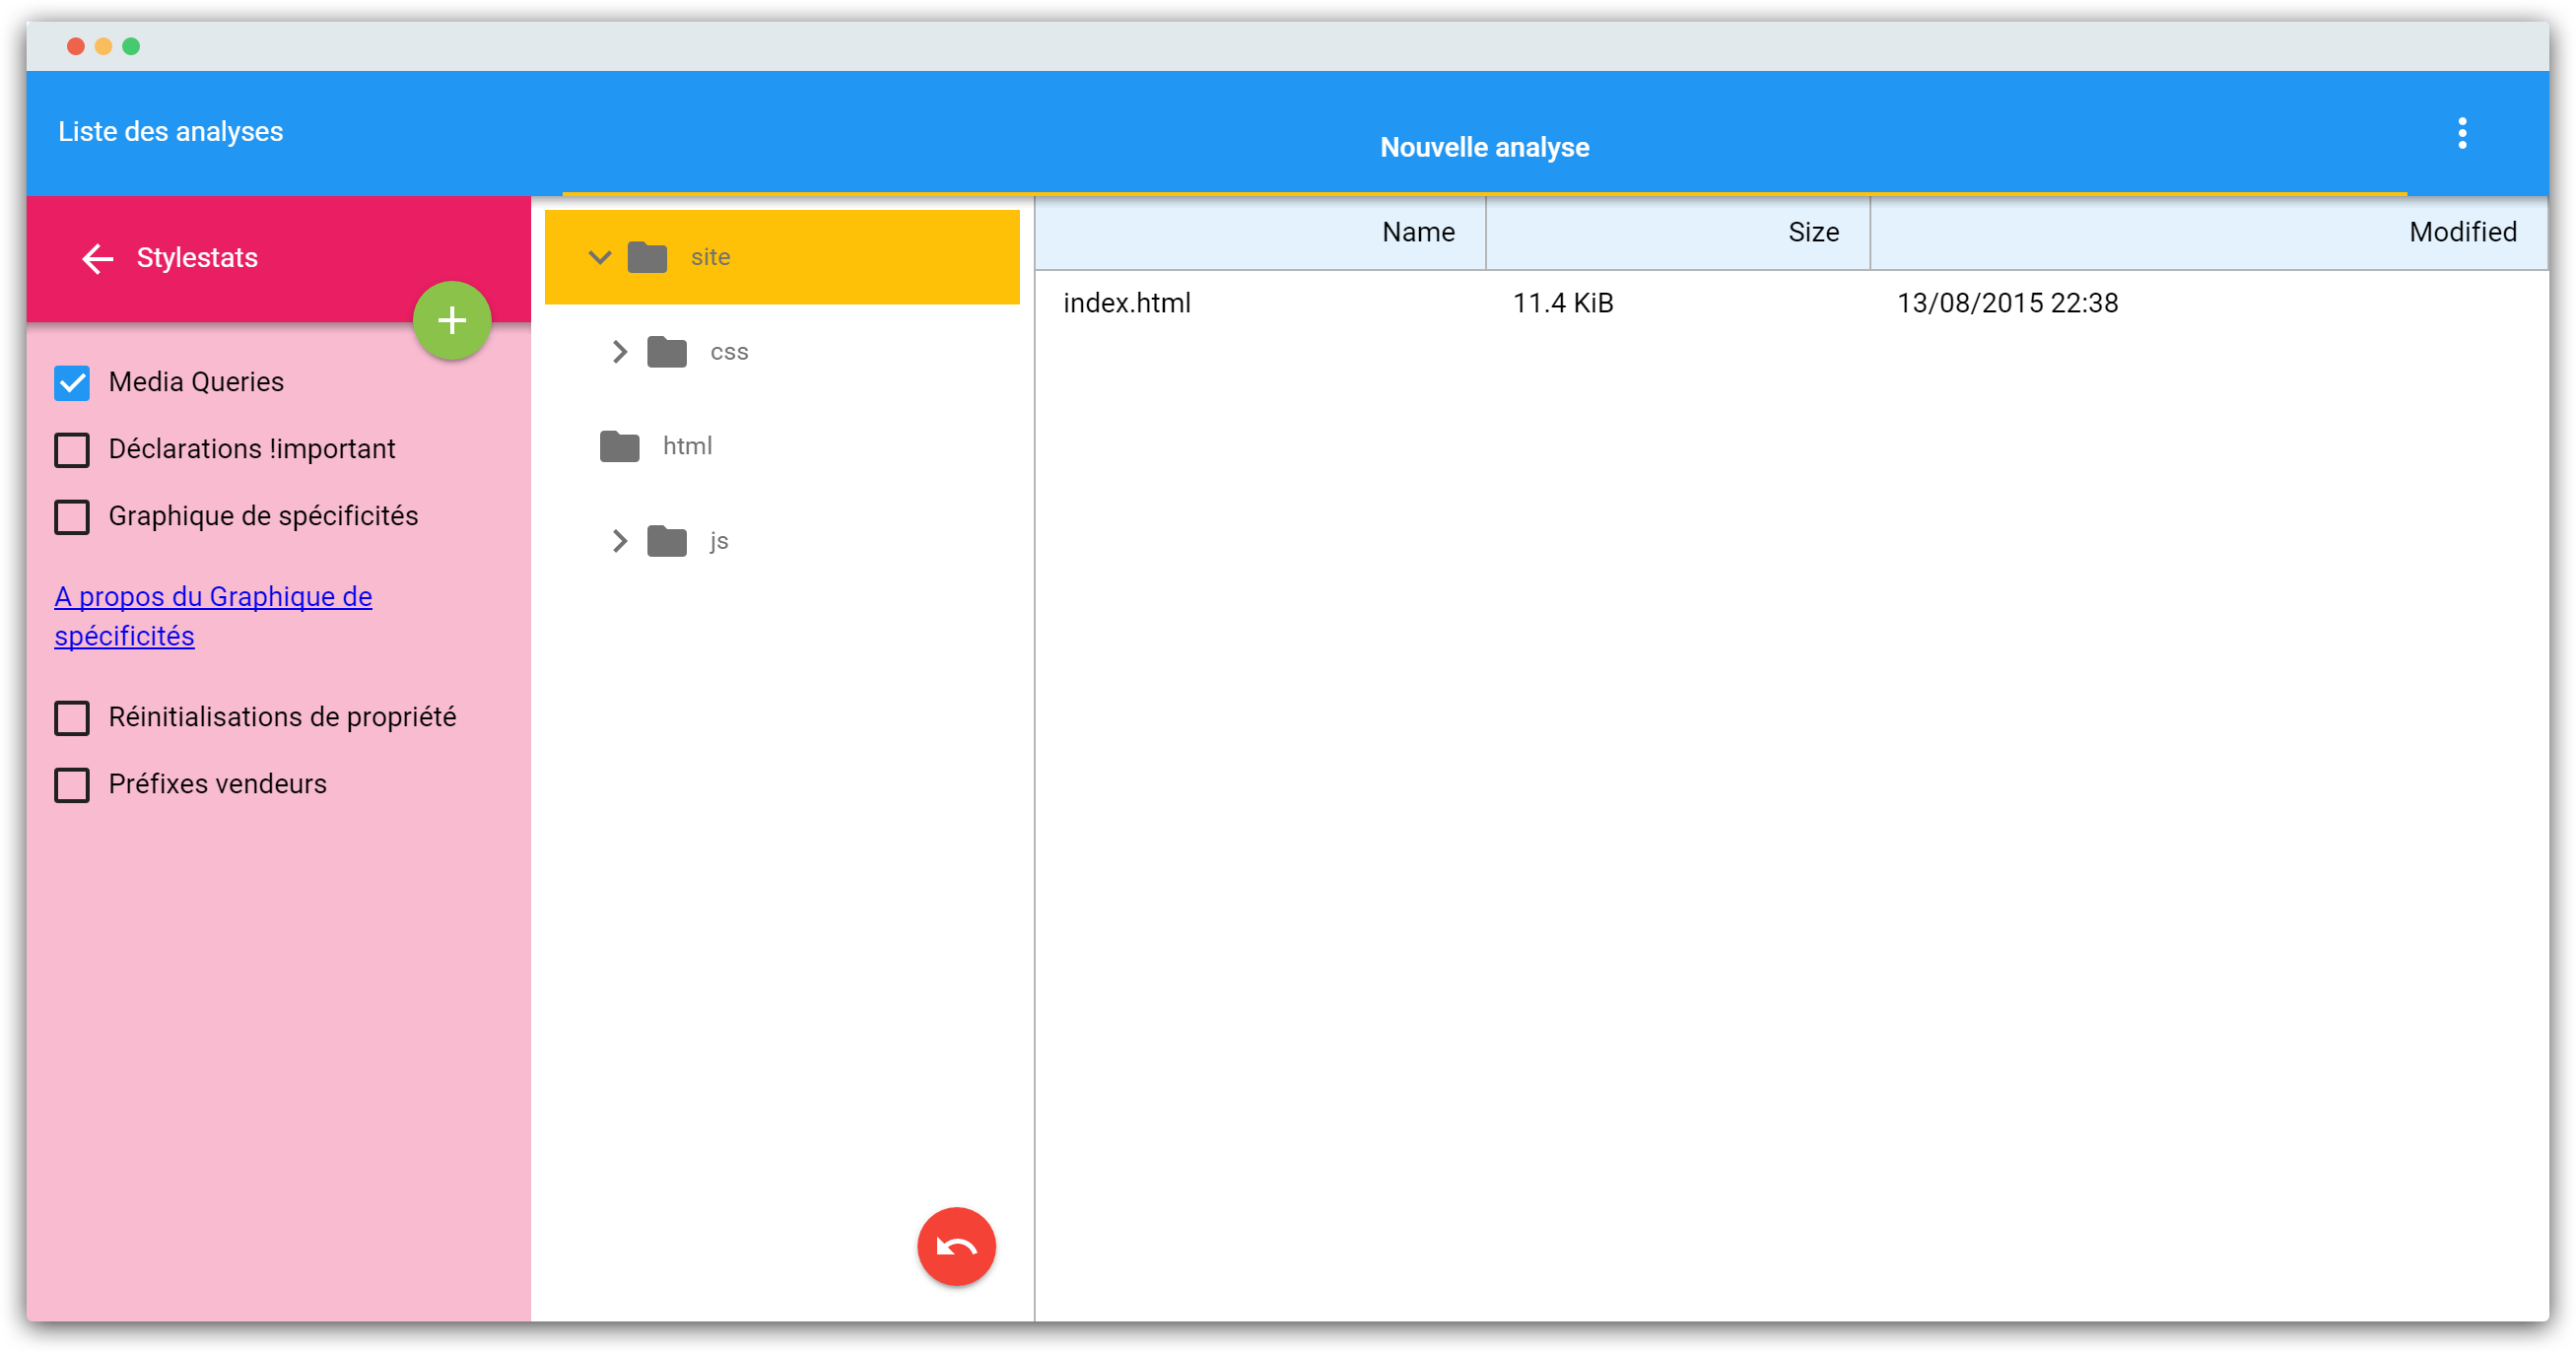 Liste des analyses
Nouvelle analyse
Stylestats
Media Queries
Déclarations !important
Graphique de spécificités
A propos du Graphique de
spécificités
Réinitialisations de propriété
Préfixes vendeurs
site
css
html
js
Name Size Modified
index.html 11.4 KiB 13/08/2015 22:38